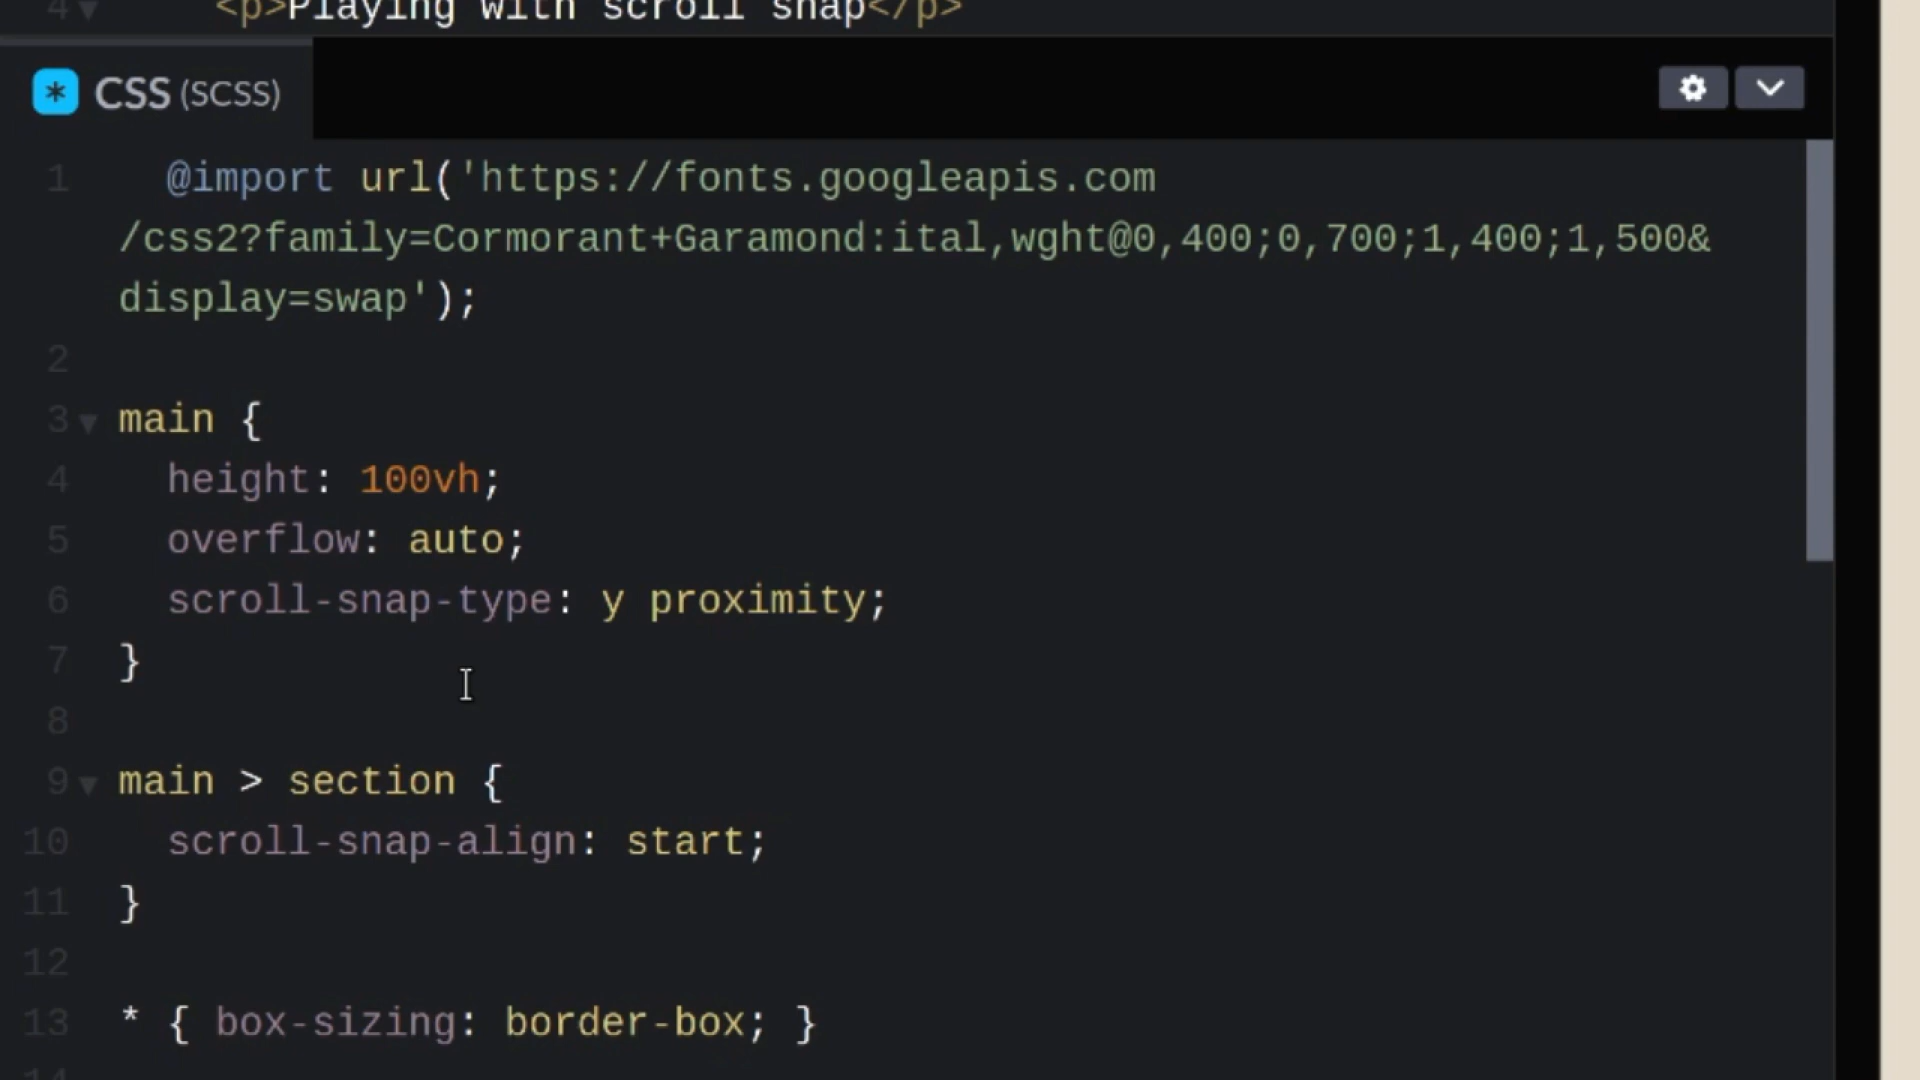 4 <p>Playing with scroll snap</p>
* CSS (SCSS)
1 @import url('https://fonts.googleapis.com
/css2?family=Cormorant+Garamond:ital,wght@0,400;0,700;1,400;1,500&
display=swap');
2
3 main {
4 height: 100vh;
5 overflow: auto;
6 scroll-snap-type: y proximity;
7 }
8
9 main > section {
10 scroll-snap-align: start;
11 }
12
13 * { box-sizing: border-box; }
14